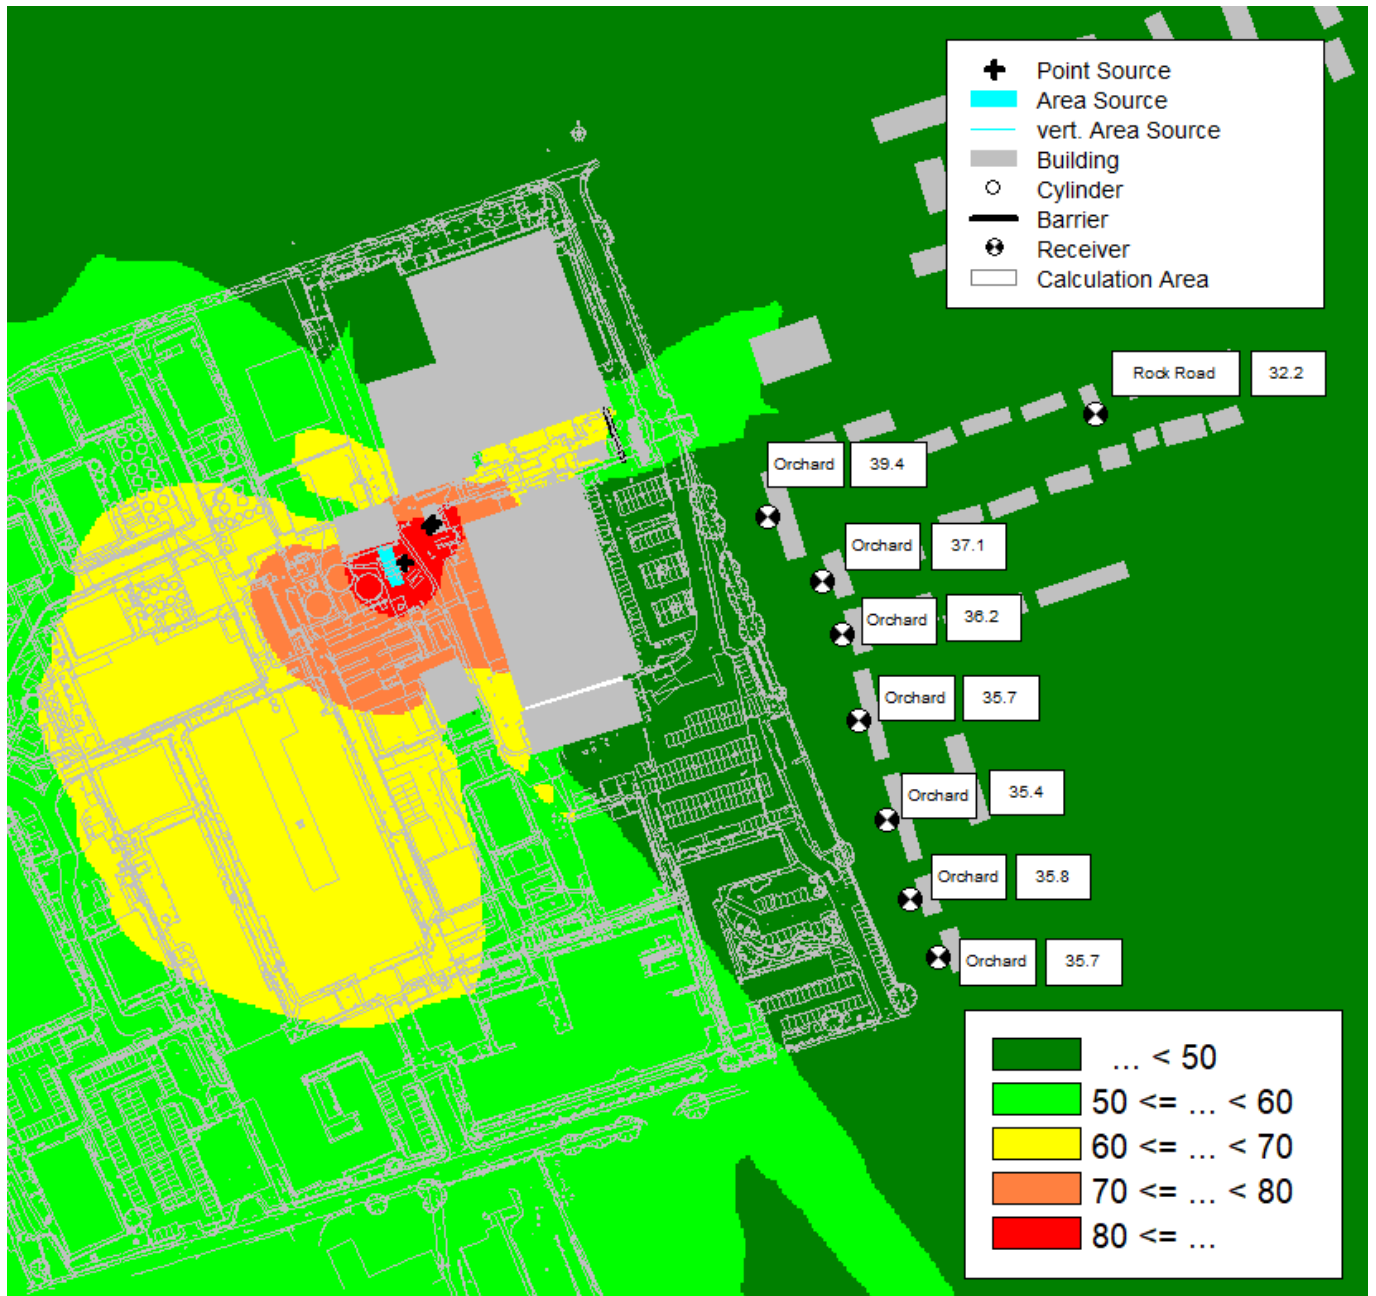 Point Source
Area Source
vert. Area Source
Building
Cylinder
Barrier
Receiver
Calculation Area
Rock Road 32.2
Orchard 39.4
Orchard 37.1
Orchard 36.2
Orchard 35.7
Orchard 35.4
Orchard 35.8
Orchard 35.7
... < 50
50 <= ... < 60
60 <= ... < 70
70 <= ... < 80
80 <= ...